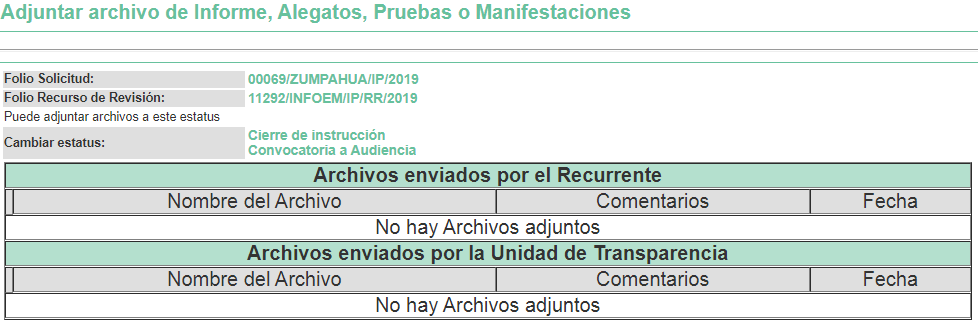 Adjuntar archivo de Informe, Alegatos, Pruebas o Manifestaciones
Folio Solicitud: 00069/ZUMPAHUA/IP/2019
Folio Recurso de Revisión: 11292/INFOEM/IP/RR/2019
Puede adjuntar archivos a este estatus
Cambiar estatus: Cierre de instrucción
Convocatoria a Audiencia
Archivos enviados por el Recurrente
Nombre del Archivo Comentarios Fecha
No hay Archivos adjuntos
Archivos enviados por la Unidad de Transparencia
Nombre del Archivo Comentarios Fecha
No hay Archivos adjuntos